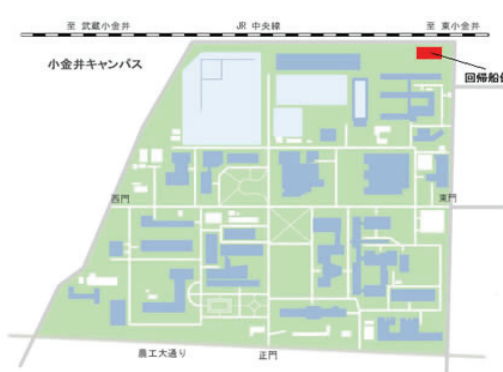 至 武蔵小金井
JR 中央線
至 東小金井
小金井キャンパス
回帰船
西門
東門
農工大通り
正門